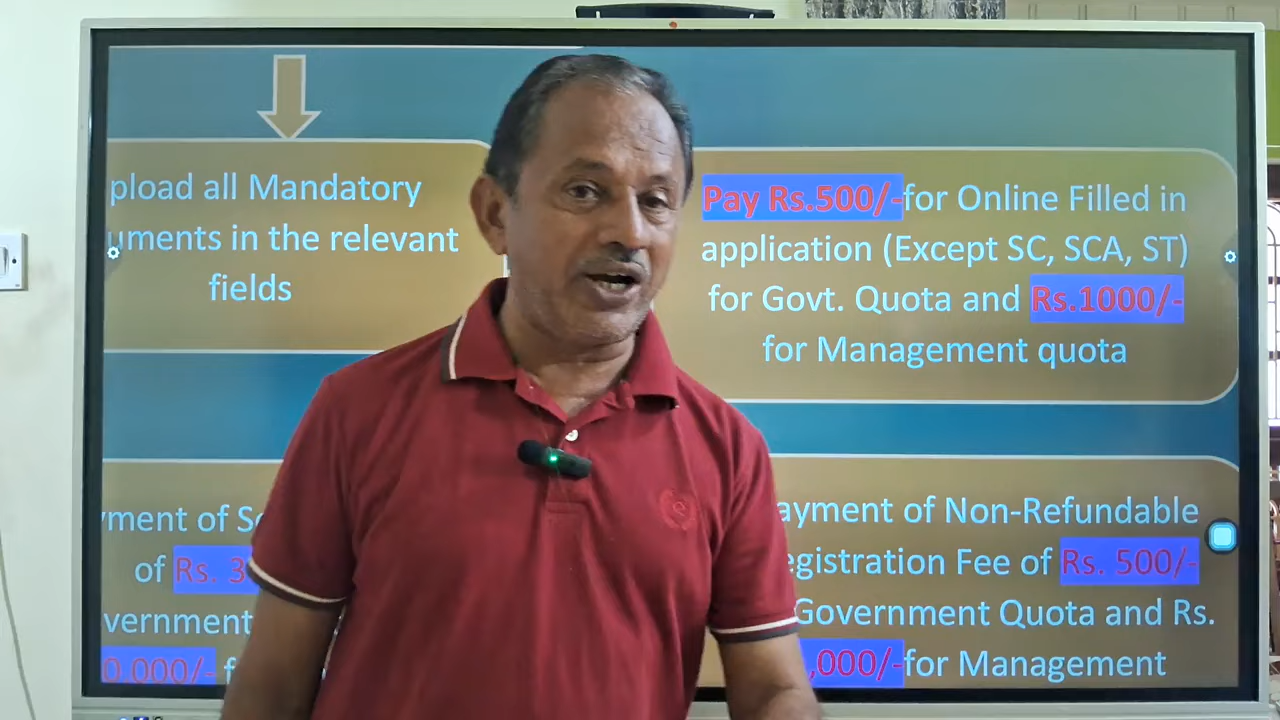 pload all Mandatory
uments in the relevant
fields
Pay Rs.500/-for Online Filled in
application (Except SC, SCA, ST)
for Govt. Quota and Rs.1000/-
for Management quota
yment of
of Rs. 3
vernment
0,000/-
ayment of Non-Refundable
egistration Fee of Rs. 500/-
Government Quota and Rs.
,000/-for Management